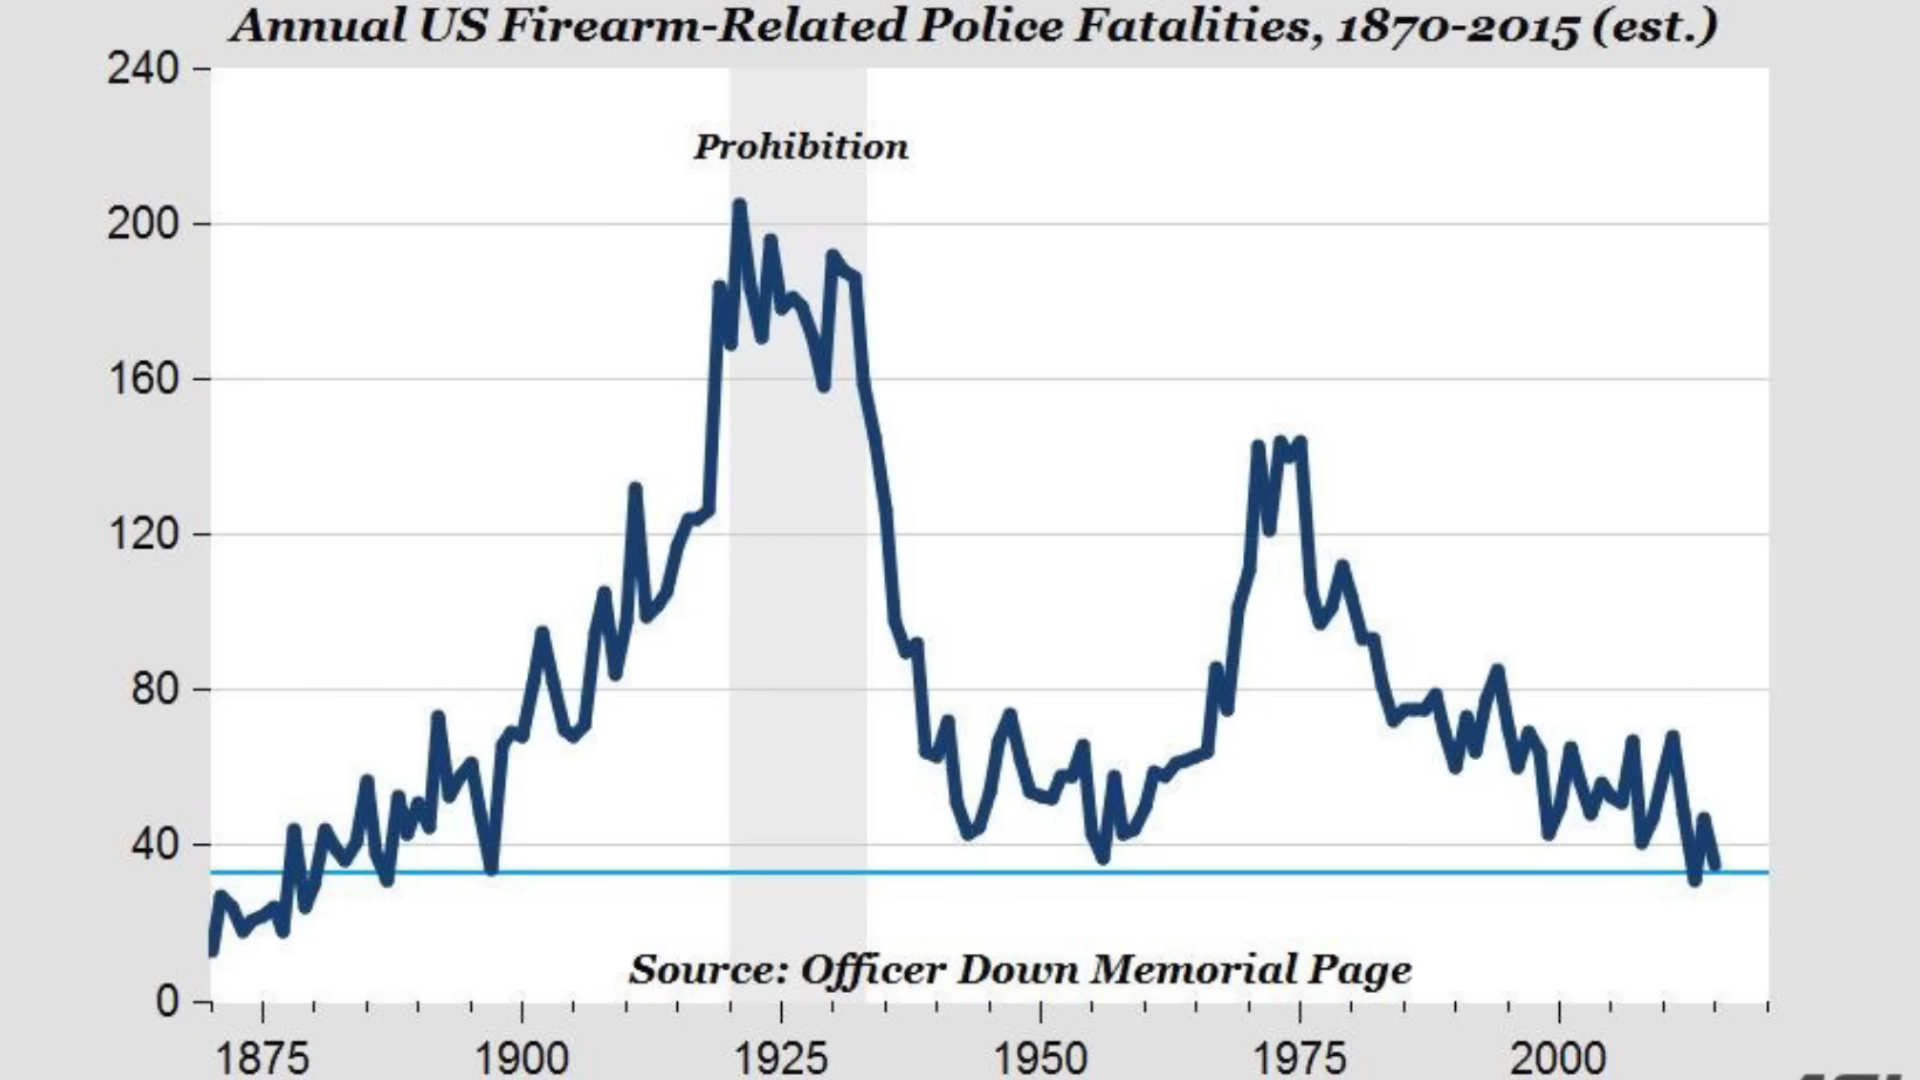 Annual US Firearm-Related Police Fatalities, 1870-2015 (est.)
240
Prohibition
200
160
120
80
40
Source: Officer Down Memorial Page
0
1875 1900 1925 1950 1975 2000